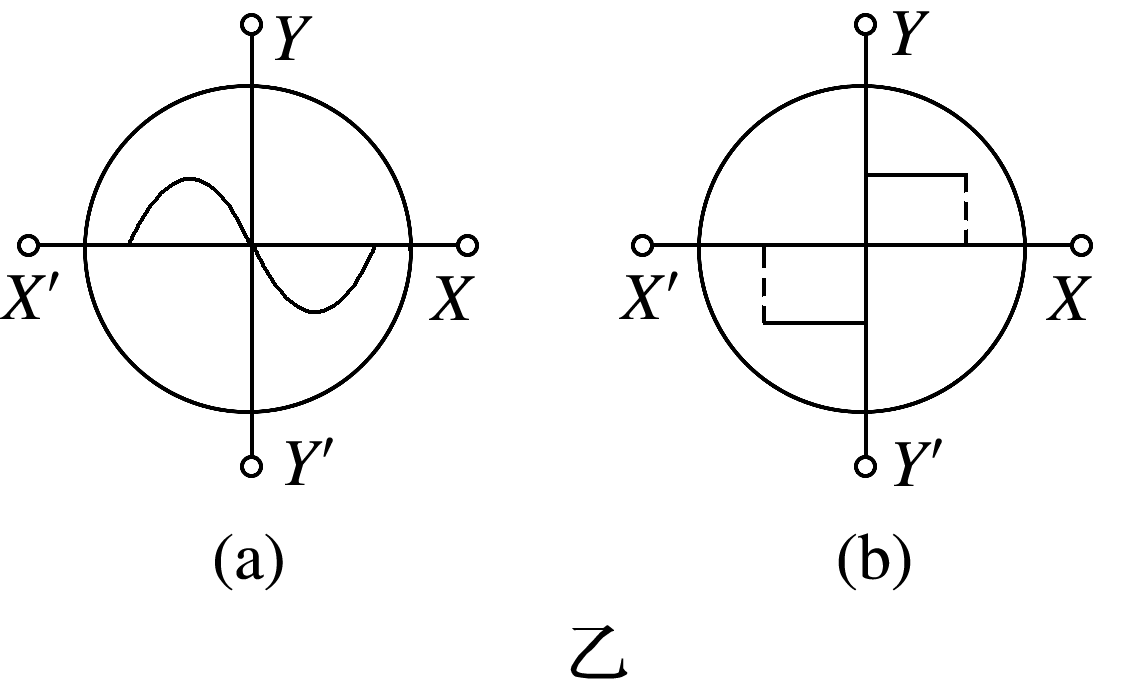 Y Y
X′ X X′ X
Y′ Y′
(a) (b)
乙